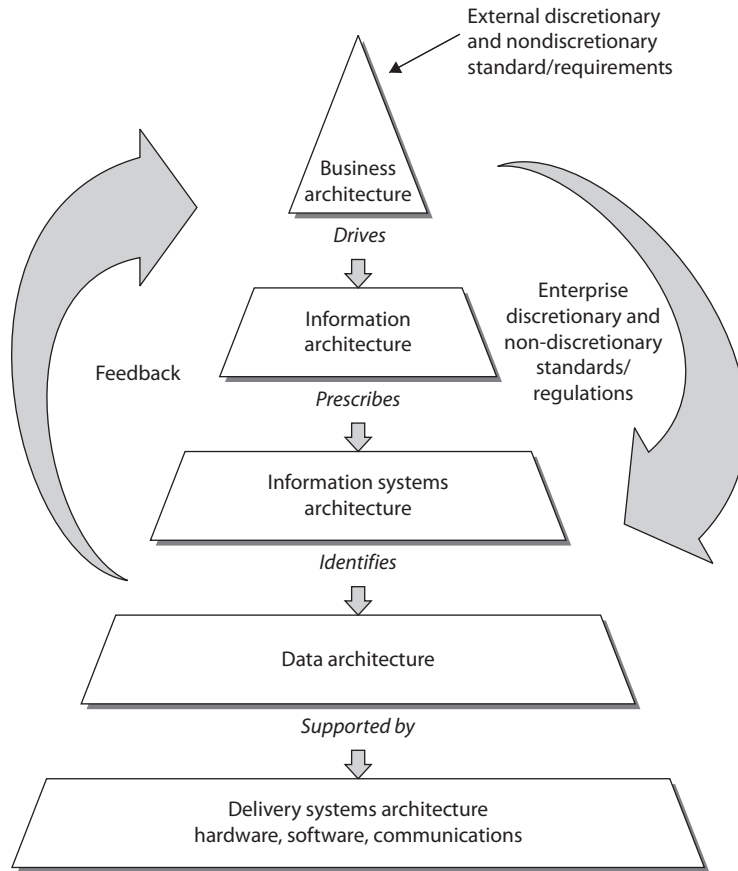 External discretionary
and nondiscretionary
standard/requirements
Business
architecture
Drives
Information
architecture
Enterprise
discretionary and
non-discretionary
standards/
regulations
Feedback
Prescribes
Information systems
architecture
Identifies
Data architecture
Supported by
Delivery systems architecture
hardware, software, communications